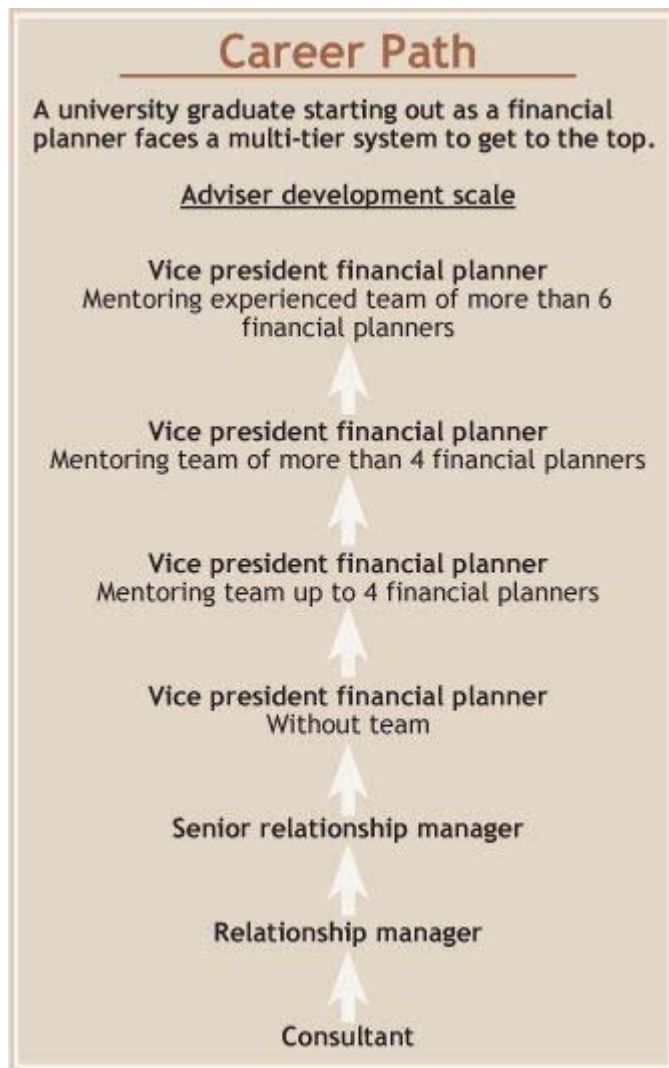 Career Path
A university graduate starting out as a financial
planner faces a multi-tier system to get to the top.
Adviser development scale
Vice president financial planner
Mentoring experienced team of more than 6
financial planners
Vice president financial planner
Mentoring team of more than 4 financial planners
Vice president financial planner
Mentoring team up to 4 financial planners
Vice president financial planner
Without team
Senior relationship manager
Relationship manager
Consultant